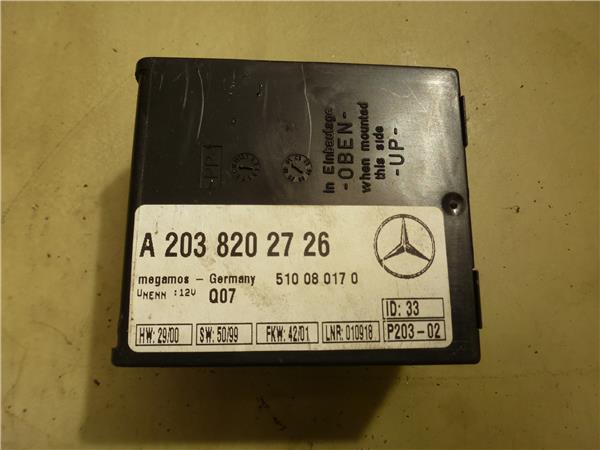 in Einbaulage
-OBEN-
when mounted
this side
-UP-
>PP<
A 203 820 27 26
megamos - Germany 510 08 017 0
UNENN :12V Q07
ID: 33
HW: 29/00 SW: 50/99 FKW: 42/01 LNR: 010918 P203-02